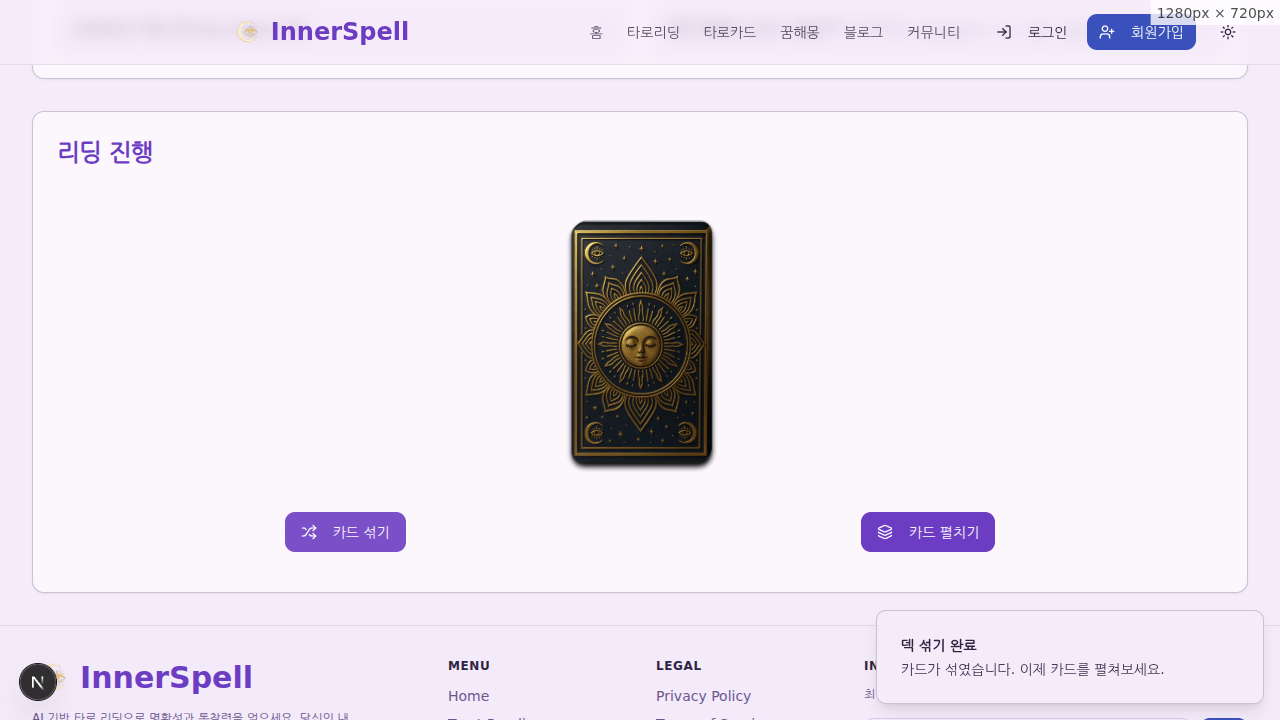 InnerSpell
홈 타로리딩 타로카드 꿈해몽 블로그 커뮤니티 로그인 회원가입
1280px × 720px
리딩 진행
카드 섞기 카드 펼치기
덱 섞기 완료
카드가 섞였습니다. 이제 카드를 펼쳐보세요.
InnerSpell
AI 기반 타로 리딩으로 명확성과 통찰력을 얻으세요. 당신의 내
MENU
Home
LEGAL
Privacy Policy